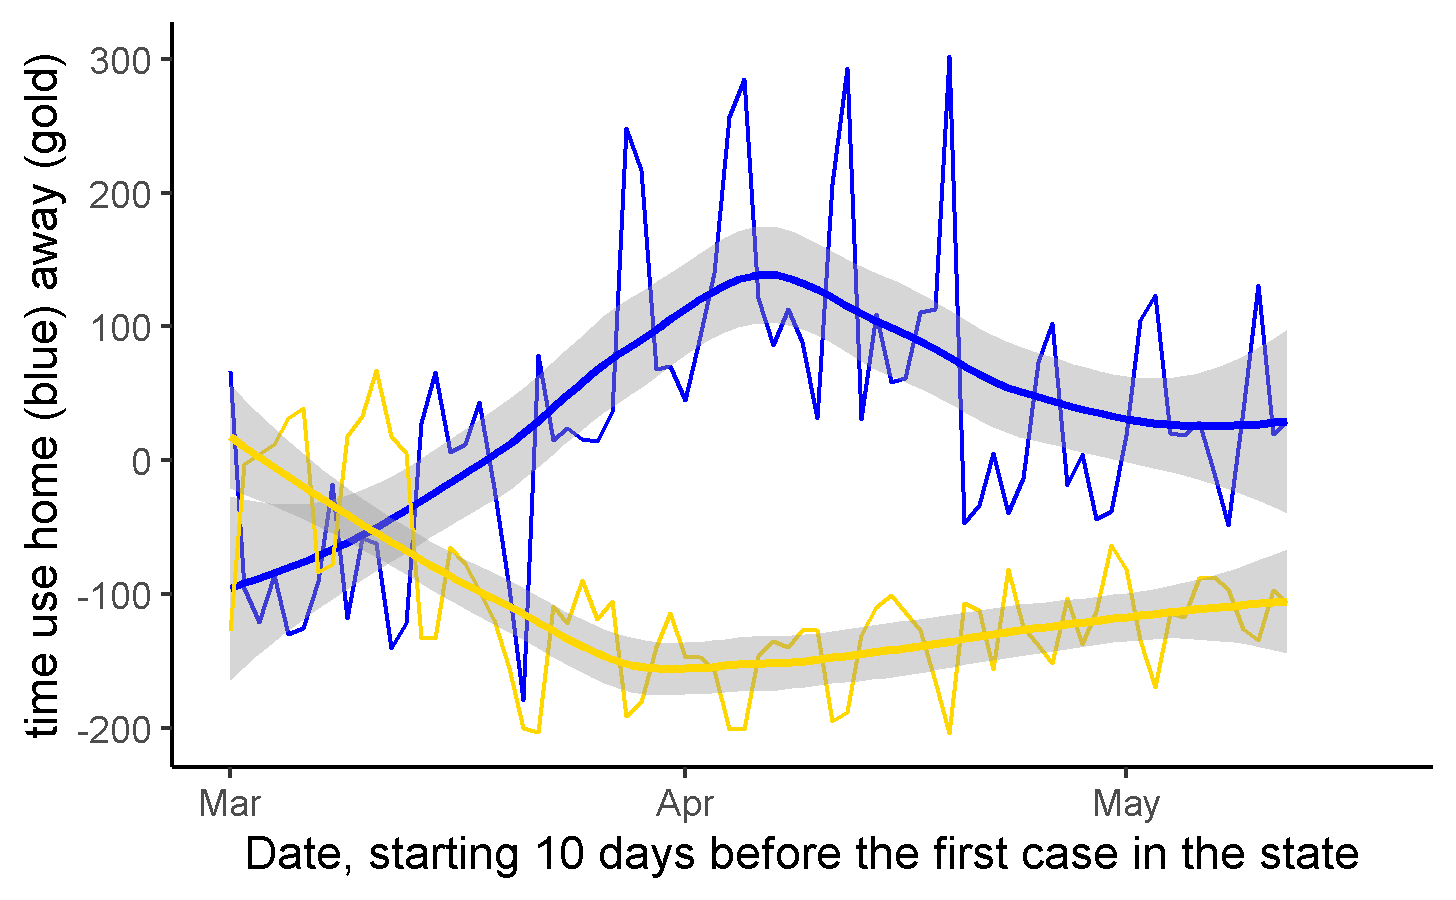 time use home (blue) away (gold)
300
200
100
0
-100
-200
Mar
Apr
May
Date, starting 10 days before the first case in the state